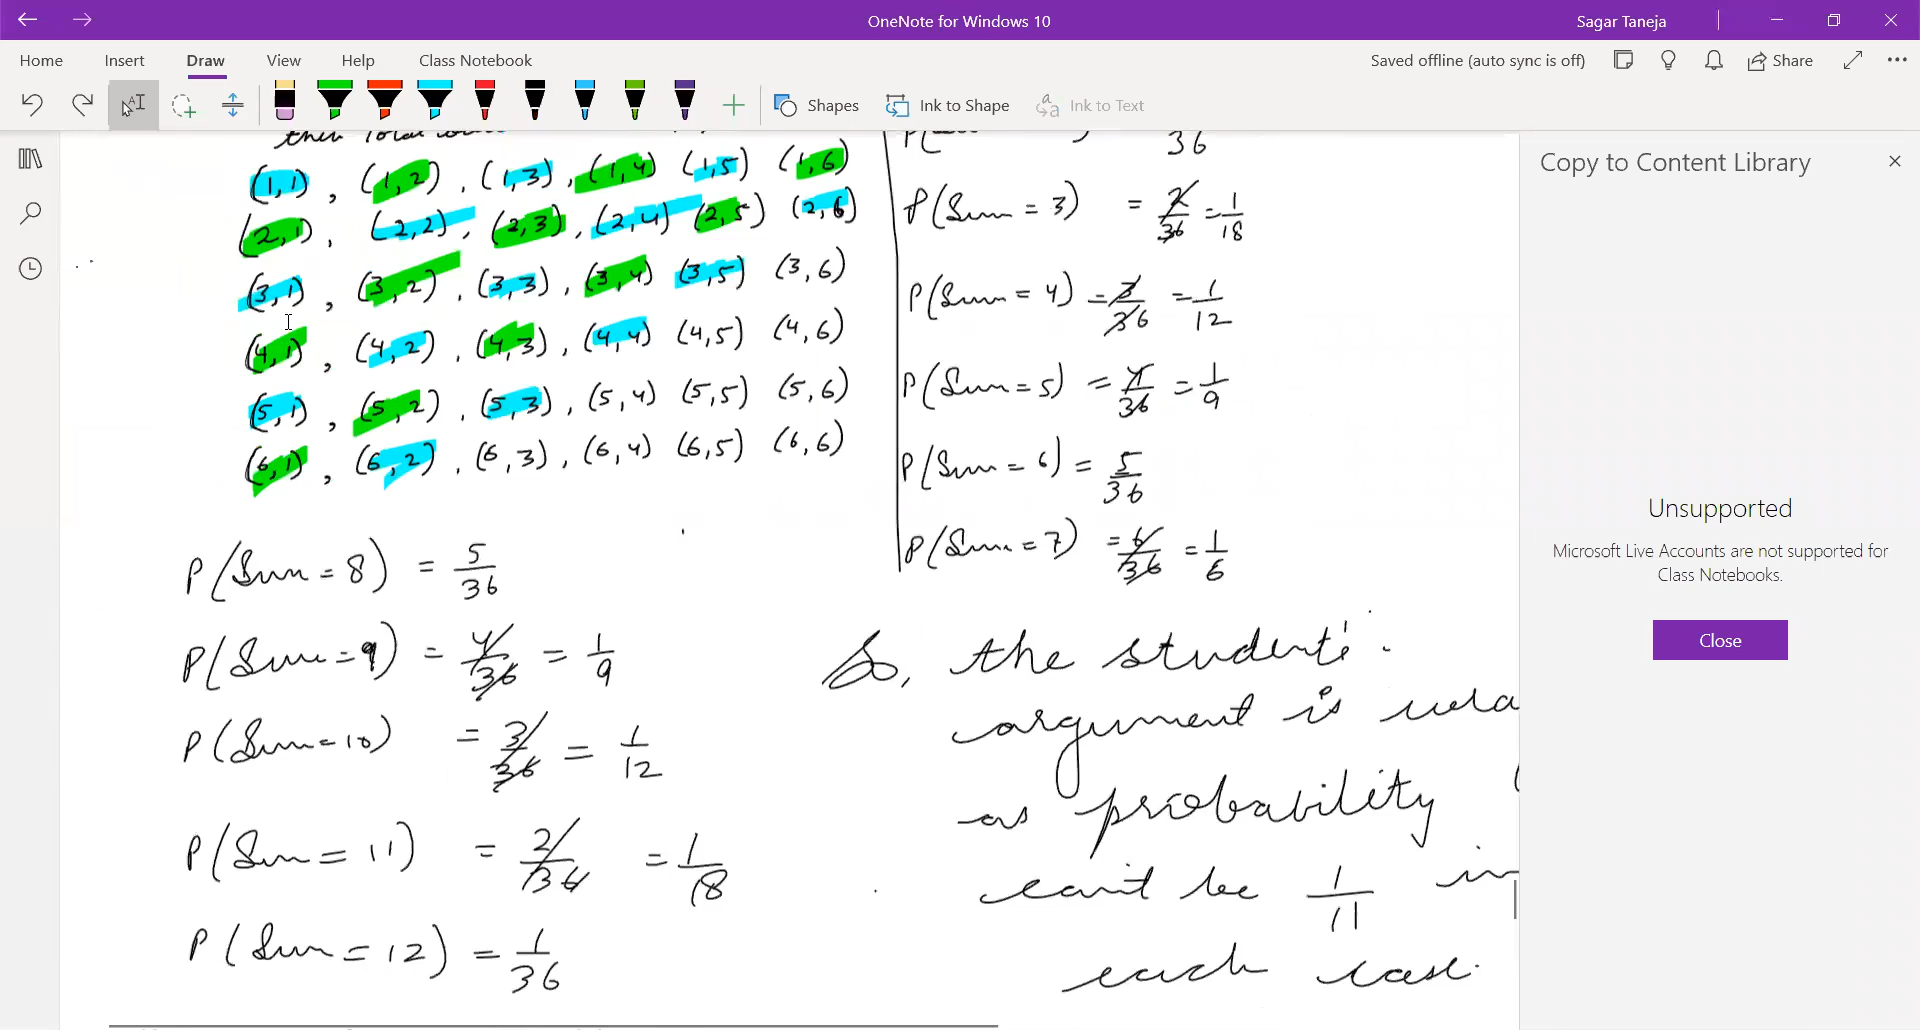 OneNote for Windows 10
Sagar Taneja
Home Insert Draw View Help Class Notebook
Saved offline (auto sync is off)
Share
Shapes
Ink to Shape
Ink to Text
then Total
(1,1), (1,2), (1,3), (1,4) (1,5) (1,6)
(2,1), (2,2), (2,3), (2,4) (2,5) (2,6)
(3,1), (3,2), (3,3), (3,4) (3,5) (3,6)
(4,1), (4,2), (4,3), (4,4) (4,5) (4,6)
(5,1), (5,2), (5,3), (5,4) (5,5) (5,6)
(6,1), (6,2), (6,3), (6,4) (6,5) (6,6)
P(Sum = 8) = 5/36
P(Sum = 9) = 4/36 = 1/9
P(Sum = 10) = 3/36 = 1/12
P(Sum = 11) = 2/36 = 1/18
P(Sum = 12) = 1/36
36
P(Sum = 3) = 2/36 = 1/18
P(Sum = 4) = 3/36 = 1/12
P(Sum = 5) = 4/36 = 1/9
P(Sum = 6) = 5/36
P(Sum = 7) = 6/36 = 1/6
So, the student's
argument is
as probability
can't be 1/11 in
each case.
Copy to Content Library
Unsupported
Microsoft Live Accounts are not supported for
Class Notebooks.
Close